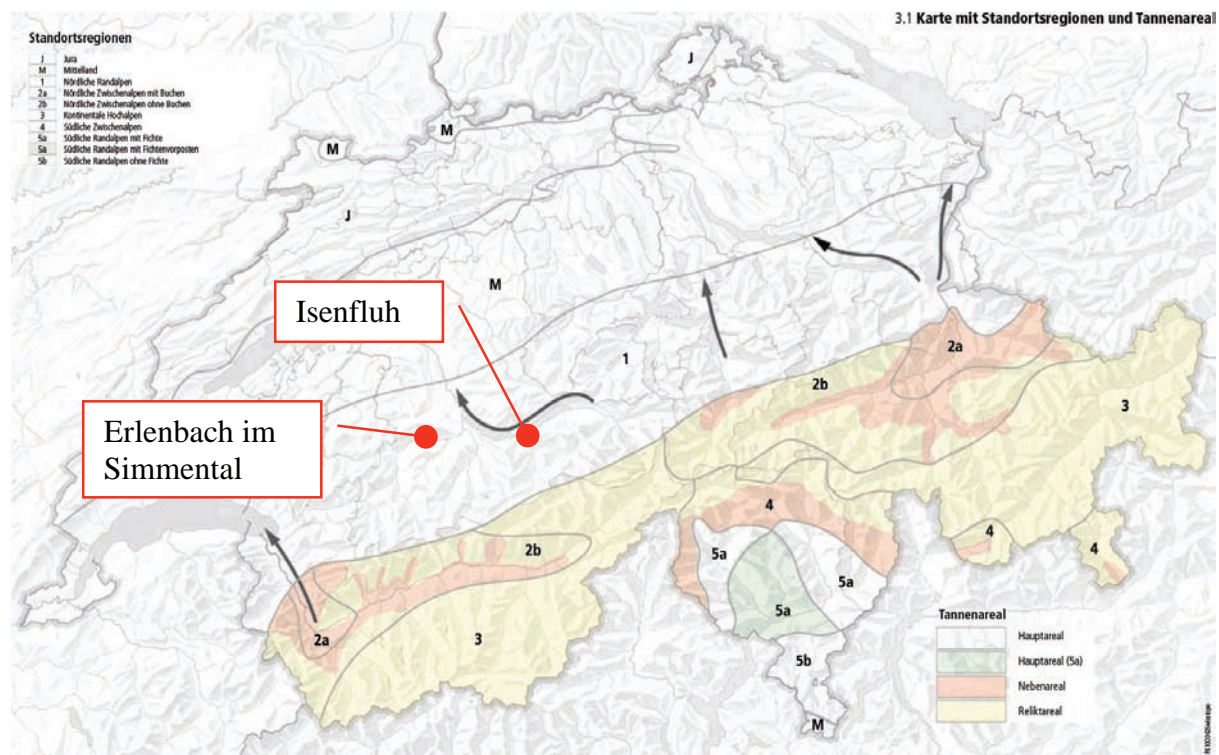 3.1 Karte mit Standortsregionen und Tannenareal
Standortsregionen
J Jura
M Mittelland
1 Nördliche Randalpen
2a Nördliche Zwischenalpen mit Buchen
2b Nördliche Zwischenalpen ohne Buchen
3 Kontinentale Hochalpen
4 Südliche Zwischenalpen
5a Südliche Randalpen mit Fichte
5a Südliche Randalpen mit Fichtenvorposten
5b Südliche Randalpen ohne Fichte
J
M
M
J
M
Isenfluh
1
2a
2b
3
Erlenbach im
Simmental
4
2b
5a
4
4
5a
5a
2a
3
5b
M
Tannenareal
Hauptareal
Hauptareal (5a)
Nebenareal
Reliktareal